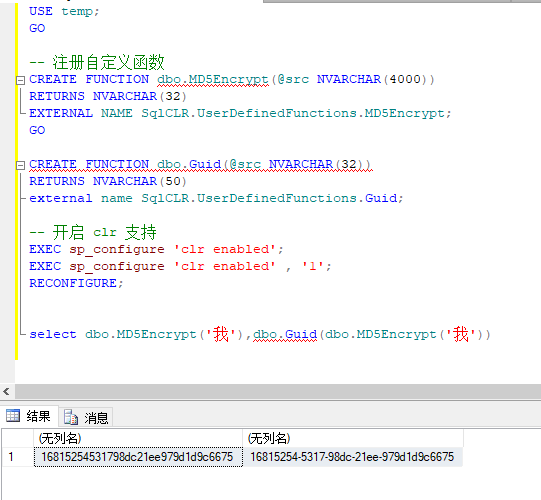 USE temp;
GO
-- 注册自定义函数
CREATE FUNCTION dbo.MD5Encrypt(@src NVARCHAR(4000))
RETURNS NVARCHAR(32)
EXTERNAL NAME SqlCLR.UserDefinedFunctions.MD5Encrypt;
GO
CREATE FUNCTION dbo.Guid(@src NVARCHAR(32))
RETURNS NVARCHAR(50)
external name SqlCLR.UserDefinedFunctions.Guid;
-- 开启 clr 支持
EXEC sp_configure 'clr enabled';
EXEC sp_configure 'clr enabled' , '1';
RECONFIGURE;
select dbo.MD5Encrypt('我'),dbo.Guid(dbo.MD5Encrypt('我'))
结果 消息
(无列名) (无列名)
1 16815254531798dc21ee979d1d9c6675 16815254-5317-98dc-21ee-979d1d9c6675